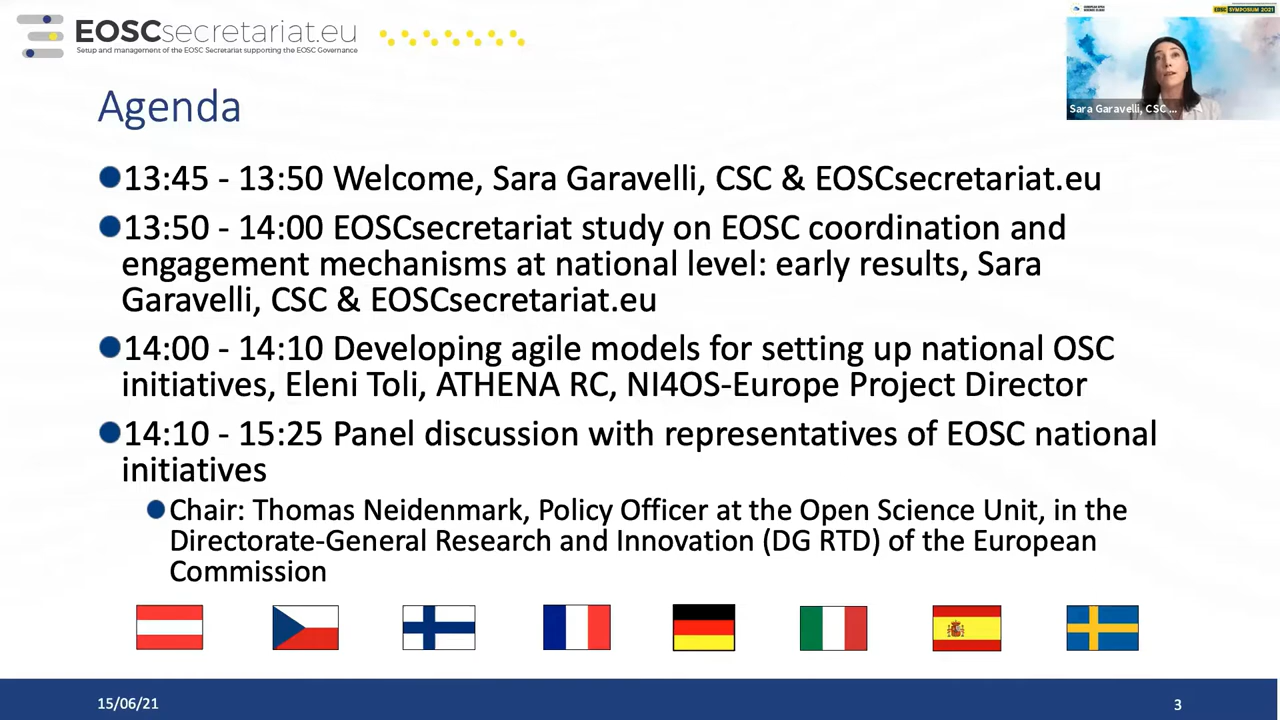 EOSCsecretariat.eu
Setup and management of the EOSC Secretariat supporting the EOSC Governance
SYMPOSIUM 2021
Sara Garavelli, CSC ...
Agenda
13:45 - 13:50 Welcome, Sara Garavelli, CSC & EOSCsecretariat.eu
13:50 - 14:00 EOSCsecretariat study on EOSC coordination and
engagement mechanisms at national level: early results, Sara
Garavelli, CSC & EOSCsecretariat.eu
14:00 - 14:10 Developing agile models for setting up national OSC
initiatives, Eleni Toli, ATHENA RC, NI4OS-Europe Project Director
14:10 - 15:25 Panel discussion with representatives of EOSC national
initiatives
Chair: Thomas Neidenmark, Policy Officer at the Open Science Unit, in the
Directorate-General Research and Innovation (DG RTD) of the European
Commission
15/06/21
3